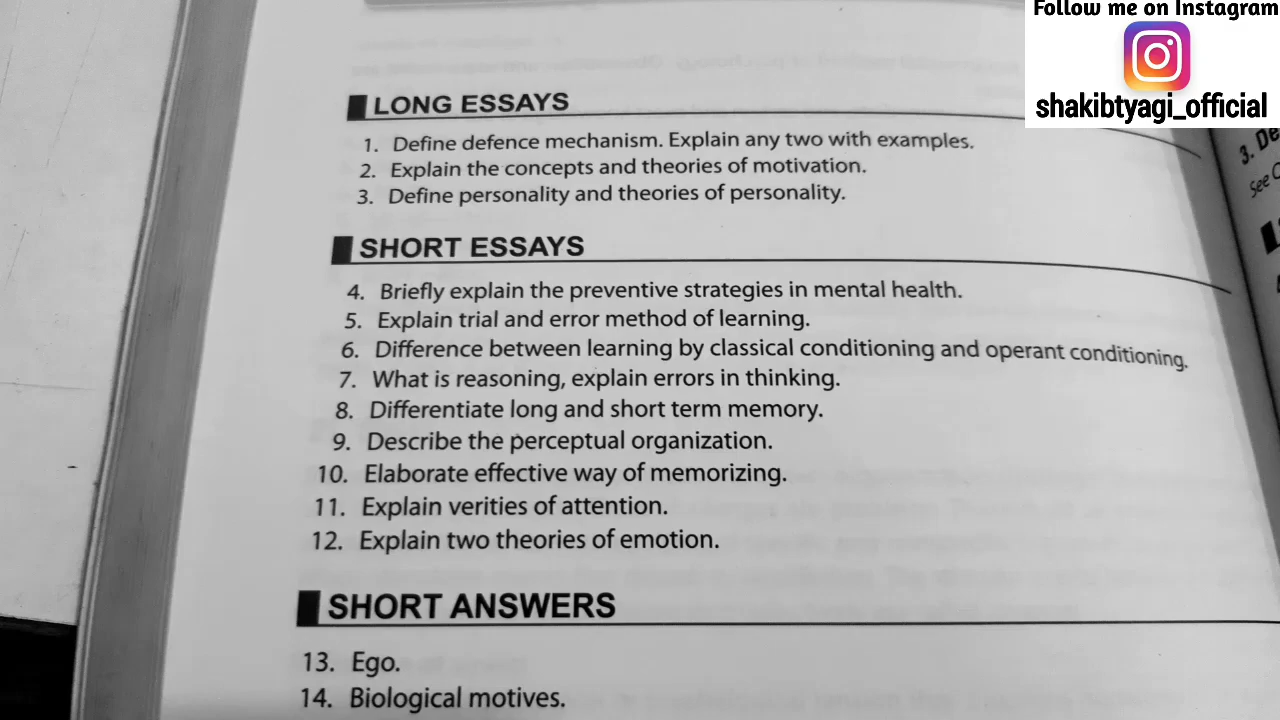 Follow me on Instagram
shakibtyagi_official
LONG ESSAYS
1. Define defence mechanism. Explain any two with examples.
2. Explain the concepts and theories of motivation.
3. Define personality and theories of personality.
SHORT ESSAYS
4. Briefly explain the preventive strategies in mental health.
5. Explain trial and error method of learning.
6. Difference between learning by classical conditioning and operant conditioning.
7. What is reasoning, explain errors in thinking.
8. Differentiate long and short term memory.
9. Describe the perceptual organization.
10. Elaborate effective way of memorizing.
11. Explain verities of attention.
12. Explain two theories of emotion.
SHORT ANSWERS
13. Ego.
14. Biological motives.
3. De
See